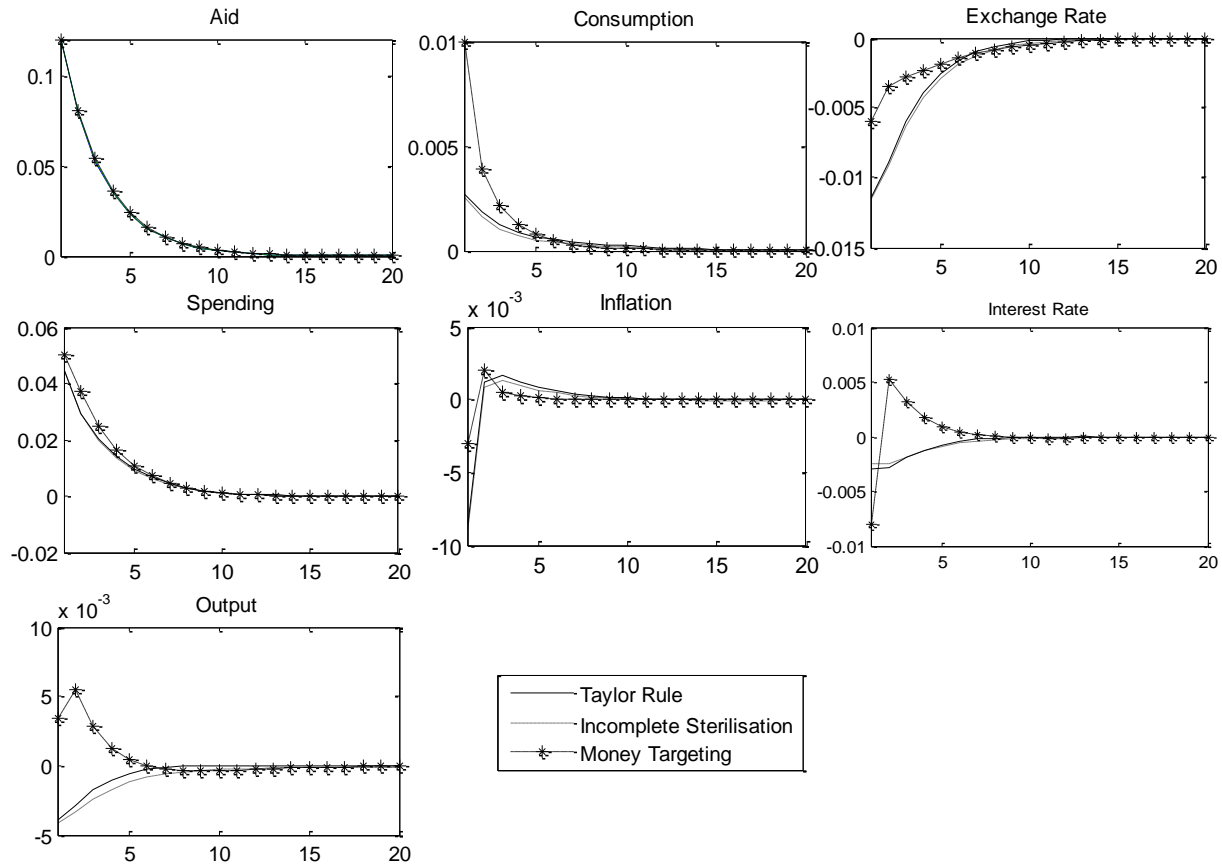 Aid
0.1
0.05
0
5 10 15 20
Consumption
0.01
0.005
0
5 10 15 20
Exchange Rate
0
-0.005
-0.01
-0.015
5 10 15 20
Spending
0.06
0.04
0.02
0
-0.02
5 10 15 20
Inflation
x 10-3
5
0
-5
-10
5 10 15 20
Interest Rate
0.01
0.005
0
-0.005
-0.01
5 10 15 20
Output
x 10-3
10
5
0
-5
5 10 15 20
Taylor Rule
Incomplete Sterilisation
Money Targeting